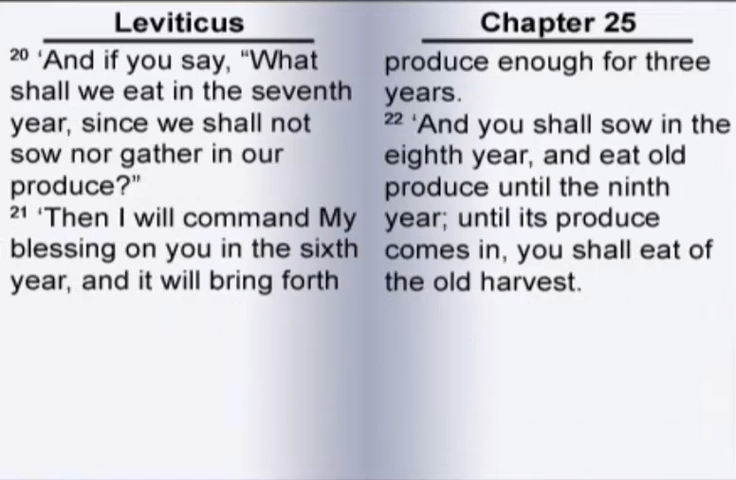 Leviticus
20 ‘And if you say, “What
shall we eat in the seventh
year, since we shall not
sow nor gather in our
produce?”
21 ‘Then I will command My
blessing on you in the sixth
year, and it will bring forth
Chapter 25
produce enough for three
years.
22 ‘And you shall sow in the
eighth year, and eat old
produce until the ninth
year; until its produce
comes in, you shall eat of
the old harvest.